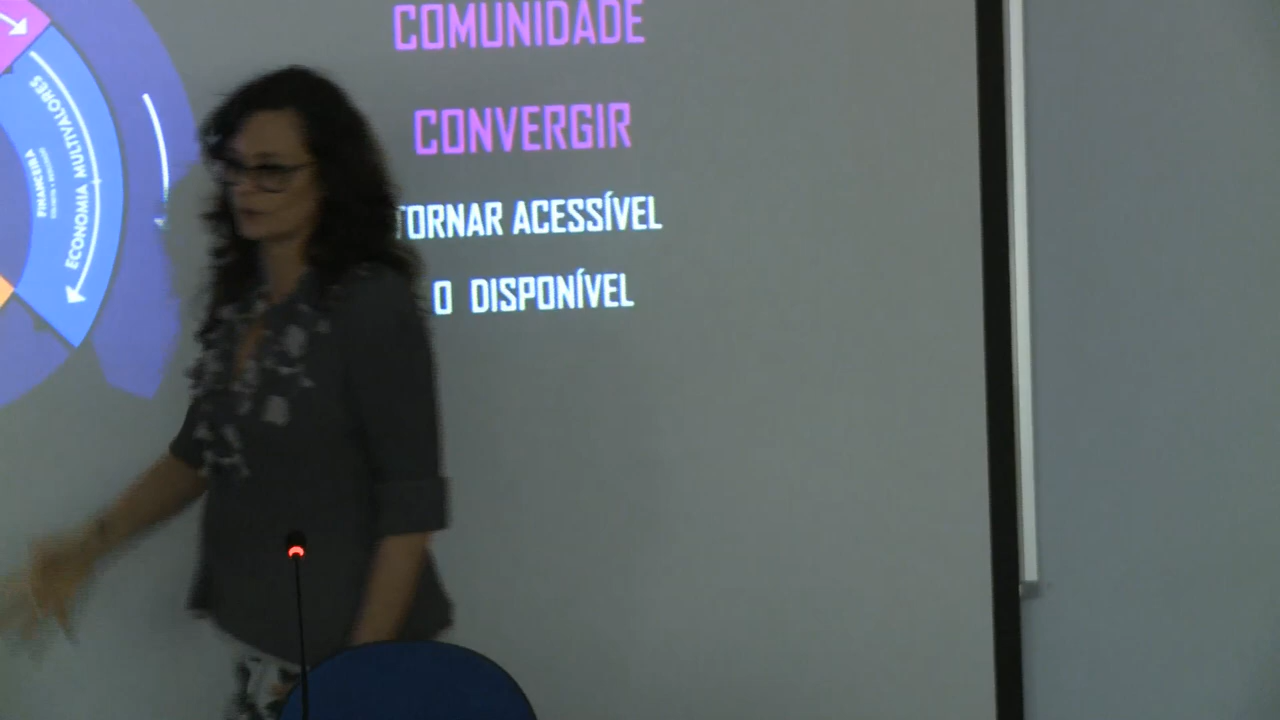 COMUNIDADE
CONVERGIR
TORNAR ACESSÍVEL
O DISPONÍVEL
ECONOMIA MULTIVALORES
FINANCEIRA